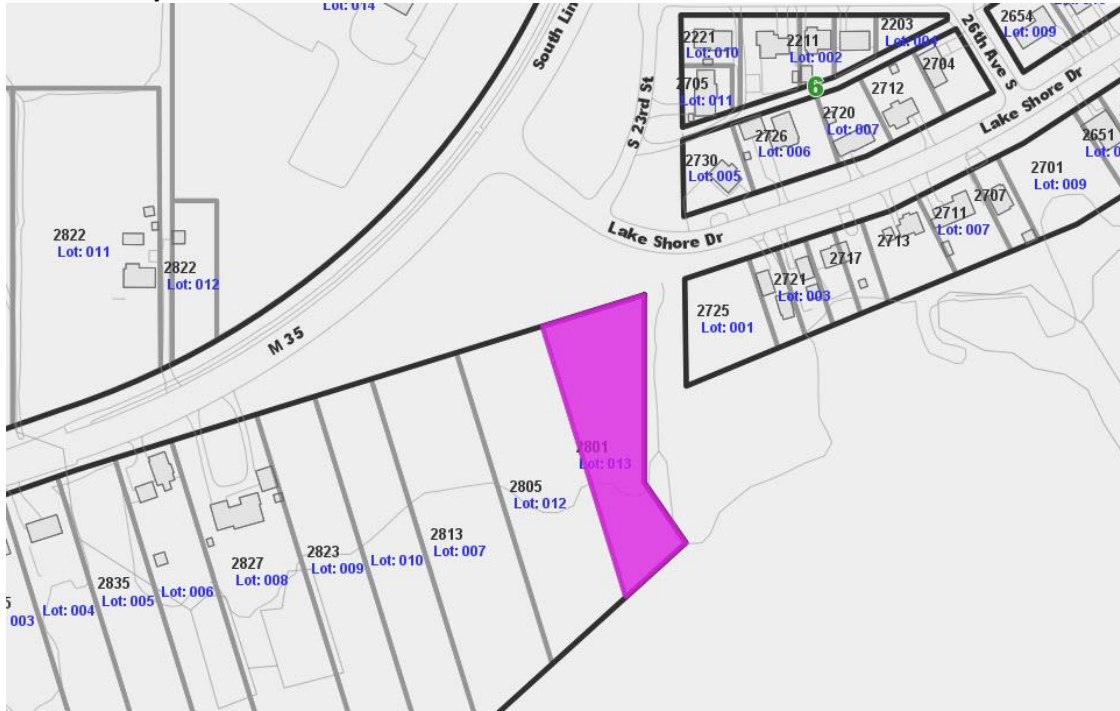 Lot: 014
South Lin
2221
Lot: 010
2211
Lot: 002
2203
Lot: 004
26th Ave S
2654
Lot: 009
2705
Lot: 011
6
2704
2712
S 23rd St
2720
Lot: 007
2726
Lot: 006
Lake Shore Dr
2730
Lot: 005
2651
2701
Lot: 009
2707
2711
Lot: 007
2713
Lake Shore Dr
2717
2721
Lot: 003
2725
Lot: 001
2822
Lot: 011
2822
Lot: 012
M 35
2801
Lot: 013
2805
Lot: 012
2813
Lot: 007
Lot: 010
2823
Lot: 009
2827
Lot: 008
Lot: 006
2835
Lot: 005
Lot: 004
5
003